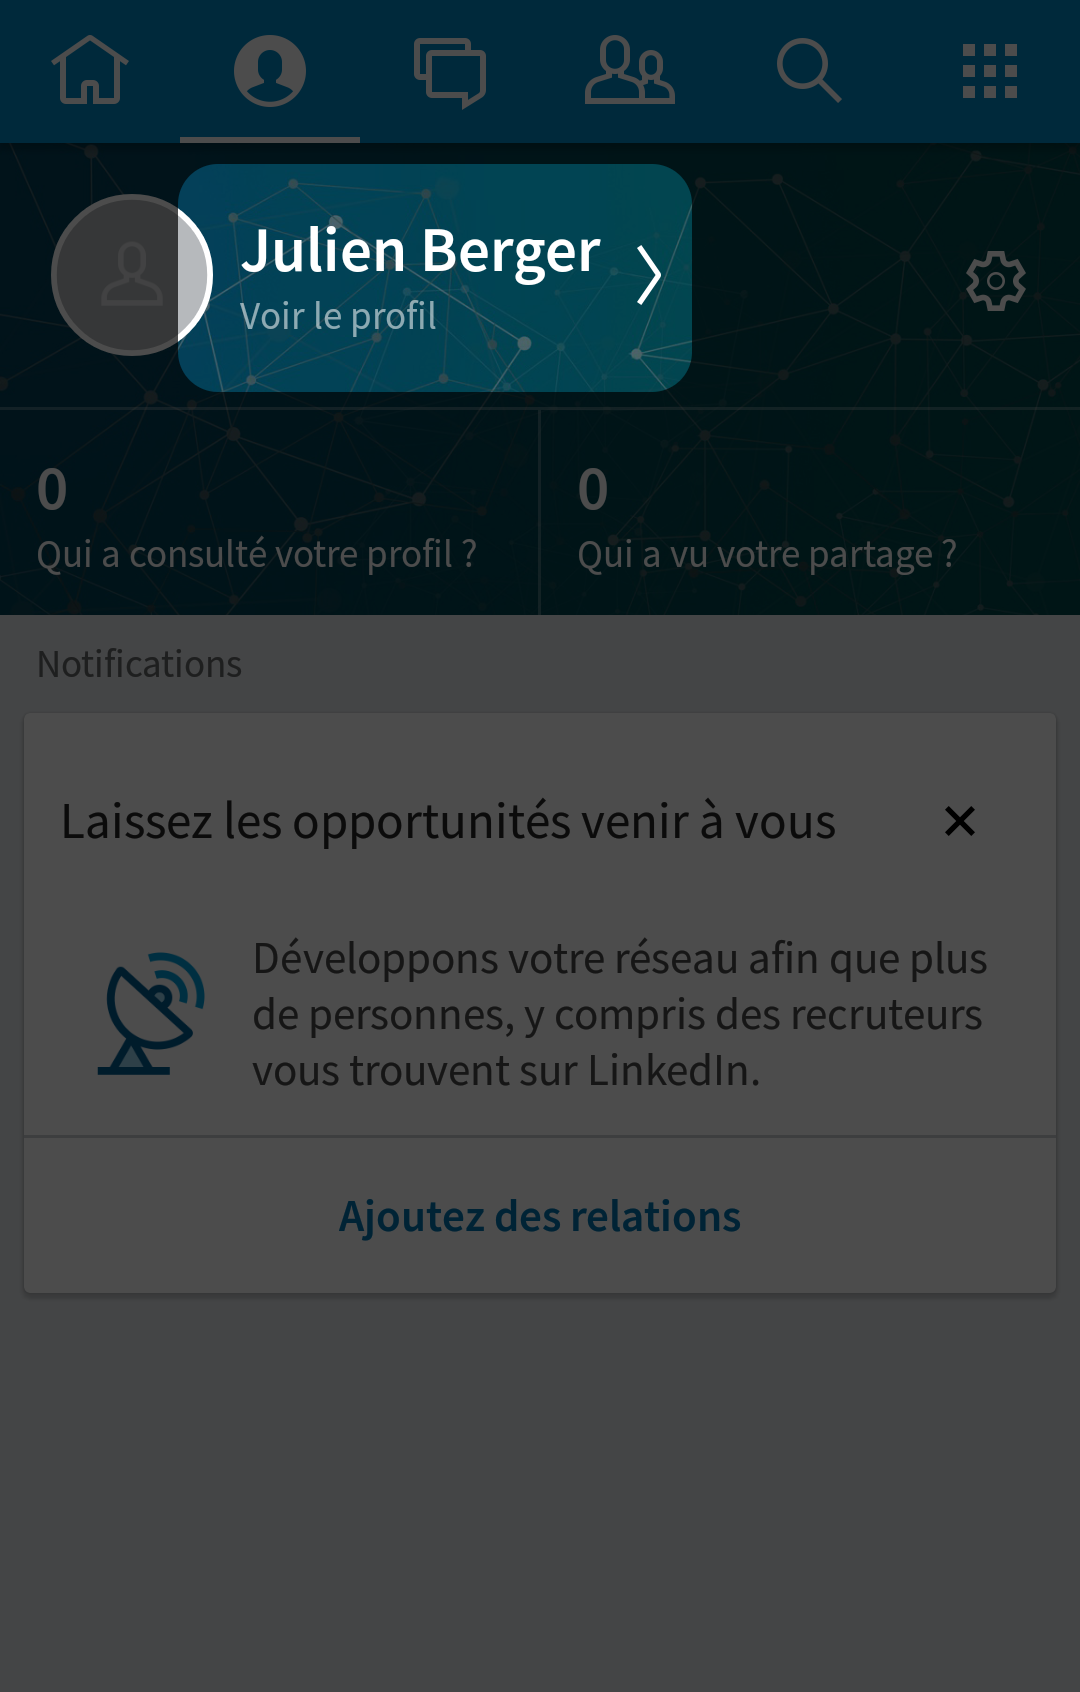 Julien Berger
Voir le profil
0
Qui a consulté votre profil ?
0
Qui a vu votre partage ?
Notifications
Laissez les opportunités venir à vous
Développons votre réseau afin que plus
de personnes, y compris des recruteurs
vous trouvent sur LinkedIn.
Ajoutez des relations